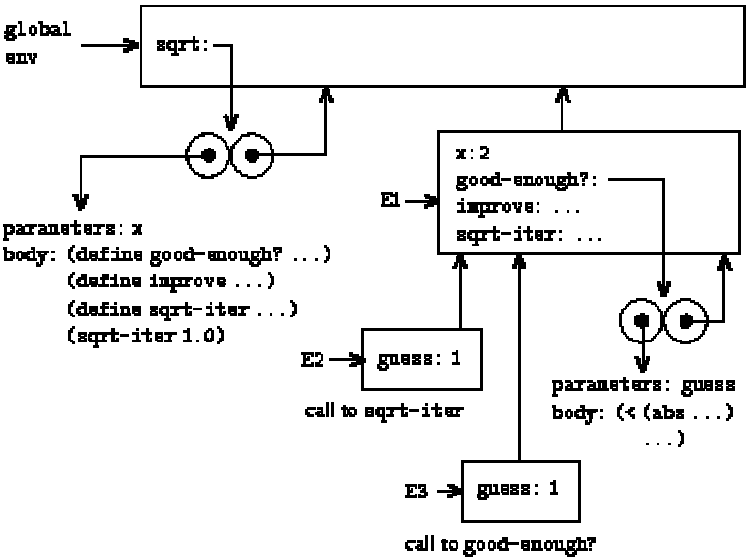 global
env
sqrt:
x:2
good-enough?:
E1
improve: ...
sqrt-iter: ...
parameters: x
body: (define good-enough? ...)
(define improve ...)
(define sqrt-iter ...)
(sqrt-iter 1.0)
E2
guess: 1
call to sqrt-iter
parameters: guess
body: (< (abs ...)
...)
E3
guess: 1
call to good-enough?